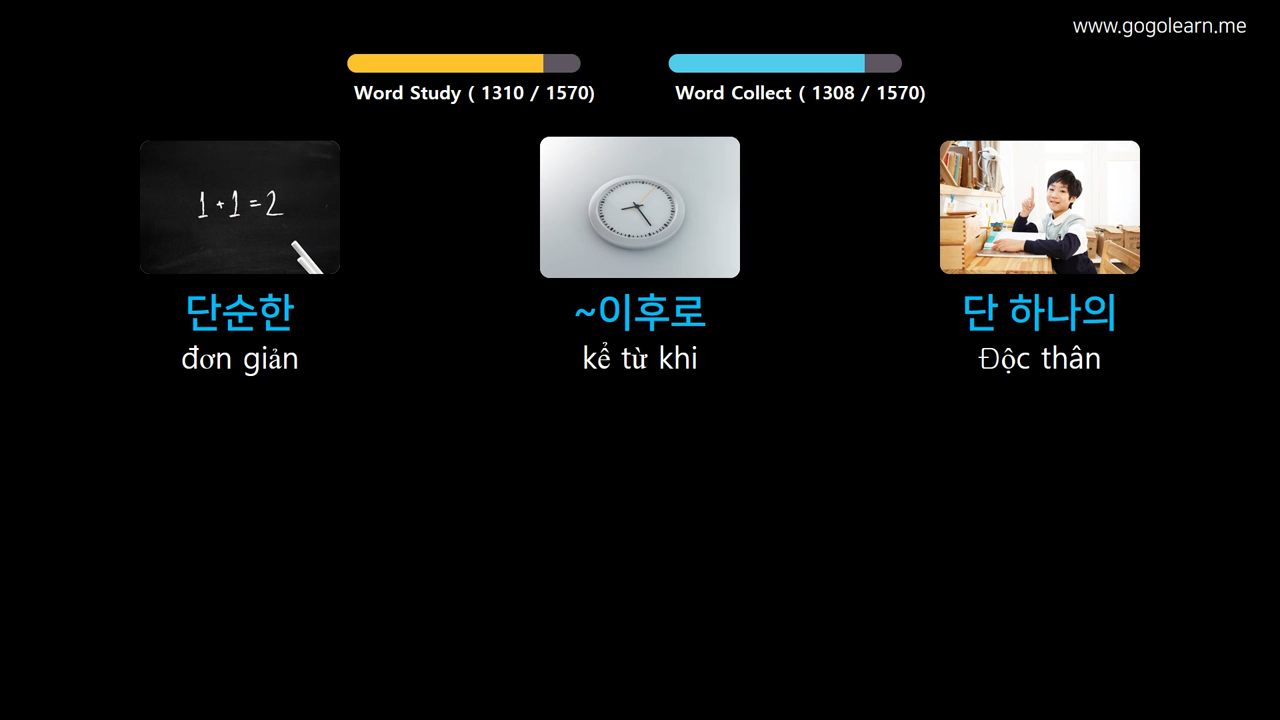 www.gogolearn.me
Word Study ( 1310 / 1570)
Word Collect ( 1308 / 1570)
1+1=2
단순한
~이후로
단 하나의
đơn giản
kể từ khi
Độc thân